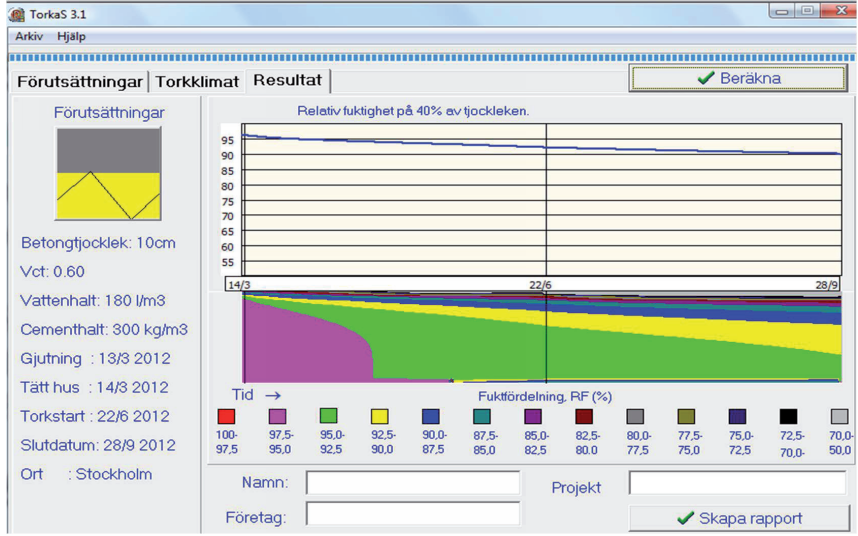 TorkaS 3.1
Arkiv Hjälp
Förutsättningar Torkklimat Resultat
Beräkna
Förutsättningar
Betongtjocklek: 10cm
Vct: 0.60
Vattenhalt: 180 l/m3
Cementhalt: 300 kg/m3
Gjutning : 13/3 2012
Tätt hus : 14/3 2012
Torkstart : 22/6 2012
Slutdatum: 28/9 2012
Ort : Stockholm
Relativ fuktighet på 40% av tjockleken.
95
90
85
80
75
70
65
60
55
14/3 22/6 28/9
Tid → Fuktfördelning, RF (%)
100- 97,5- 95,0- 92,5- 90,0- 87,5- 85,0- 82,5- 80,0- 77,5- 75,0- 72,5- 70,0-
97,5 95,0 92,5 90,0 87,5 85,0 82,5 80.0 77,5 75,0 72,5 70,0- 50,0
Namn: Projekt
Företag: Skapa rapport